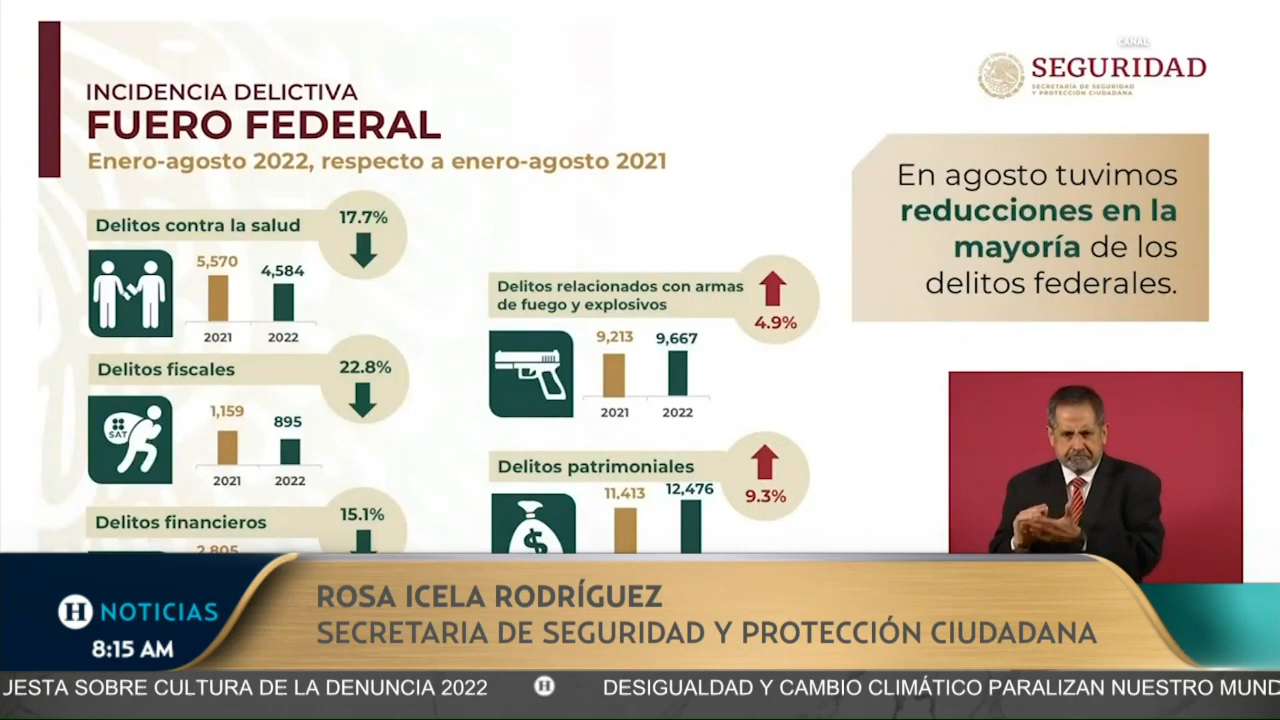 CANAL
SEGURIDAD
SECRETARÍA DE SEGURIDAD
Y PROTECCIÓN CIUDADANA
INCIDENCIA DELICTIVA
FUERO FEDERAL
Enero-agosto 2022, respecto a enero-agosto 2021
En agosto tuvimos
reducciones en la
mayoría de los
delitos federales.
Delitos contra la salud
17.7%
5,570
4,584
2021
2022
Delitos fiscales
22.8%
SAT
1,159
895
2021
2022
Delitos financieros
15.1%
2,805
Delitos relacionados con armas
de fuego y explosivos
4.9%
9,213
9,667
2021
2022
Delitos patrimoniales
9.3%
11,413
12,476
$
ROSA ICELA RODRÍGUEZ
SECRETARIA DE SEGURIDAD Y PROTECCIÓN CIUDADANA
H NOTICIAS
8:15 AM
JESTA SOBRE CULTURA DE LA DENUNCIA 2022 H DESIGUALDAD Y CAMBIO CLIMÁTICO PARALIZAN NUESTRO MUND